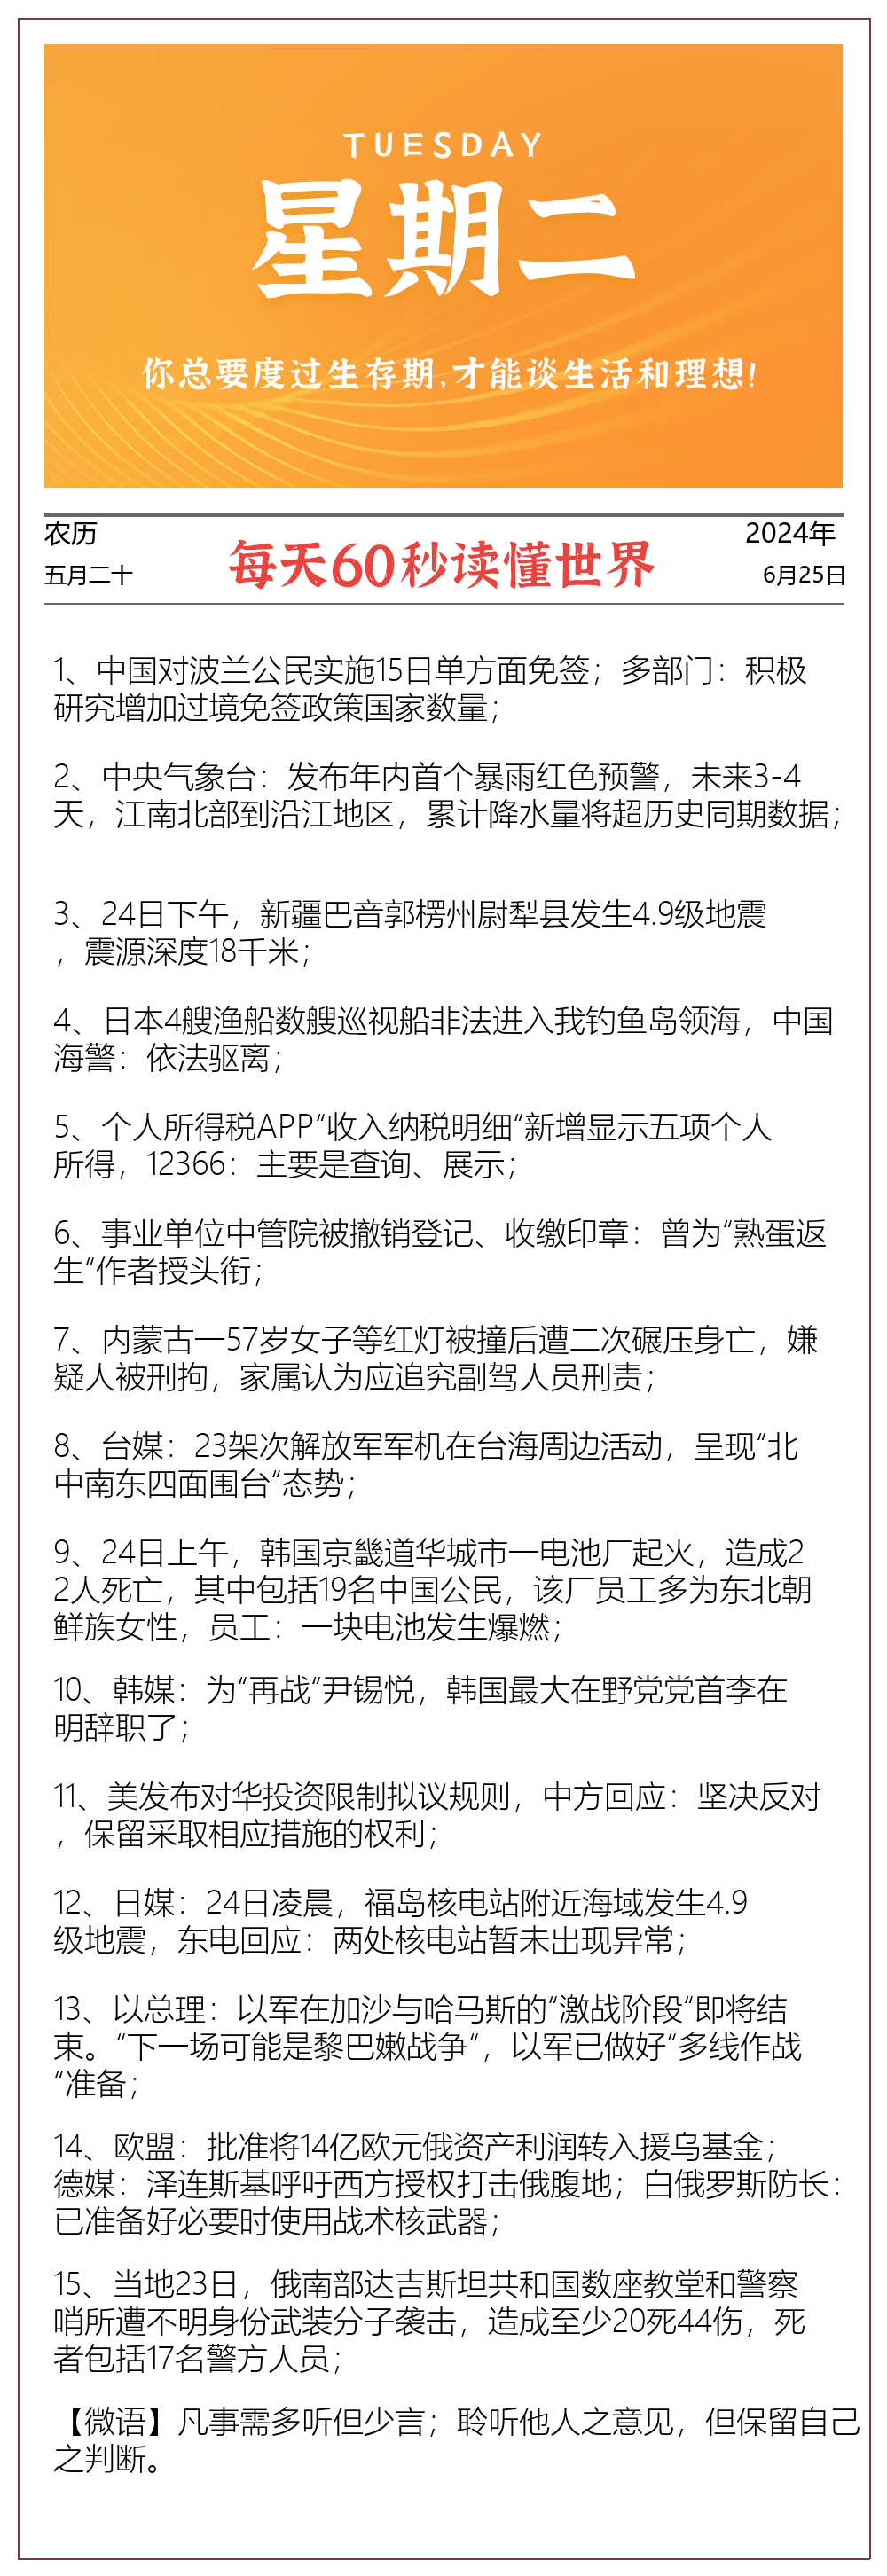 TUESDAY
星期二
你总要度过生存期,才能谈生活和理想!
农历
五月二十
每天60秒读懂世界
2024年
6月25日
1、中国对波兰公民实施15日单方面免签；多部门：积极
研究增加过境免签政策国家数量；
2、中央气象台：发布年内首个暴雨红色预警，未来3-4
天，江南北部到沿江地区，累计降水量将超历史同期数据；
3、24日下午，新疆巴音郭楞州尉犁县发生4.9级地震
，震源深度18千米；
4、日本4艘渔船数艘巡视船非法进入我钓鱼岛领海，中国
海警：依法驱离；
5、个人所得税APP“收入纳税明细“新增显示五项个人
所得，12366：主要是查询、展示；
6、事业单位中管院被撤销登记、收缴印章：曾为“熟蛋返
生“作者授头衔；
7、内蒙古一57岁女子等红灯被撞后遭二次碾压身亡，嫌
疑人被刑拘，家属认为应追究副驾人员刑责；
8、台媒：23架次解放军军机在台海周边活动，呈现“北
中南东四面围台“态势；
9、24日上午，韩国京畿道华城市一电池厂起火，造成2
2人死亡，其中包括19名中国公民，该厂员工多为东北朝
鲜族女性，员工：一块电池发生爆燃；
10、韩媒：为“再战“尹锡悦，韩国最大在野党党首李在
明辞职了；
11、美发布对华投资限制拟议规则，中方回应：坚决反对
，保留采取相应措施的权利；
12、日媒：24日凌晨，福岛核电站附近海域发生4.9
级地震，东电回应：两处核电站暂未出现异常；
13、以总理：以军在加沙与哈马斯的“激战阶段“即将结
束。“下一场可能是黎巴嫩战争“，以军已做好“多线作战
“准备；
14、欧盟：批准将14亿欧元俄资产利润转入援乌基金；
德媒：泽连斯基呼吁西方授权打击俄腹地；白俄罗斯防长：
已准备好必要时使用战术核武器；
15、当地23日，俄南部达吉斯坦共和国数座教堂和警察
哨所遭不明身份武装分子袭击，造成至少20死44伤，死
者包括17名警方人员；
【微语】凡事需多听但少言；聆听他人之意见，但保留自己
之判断。